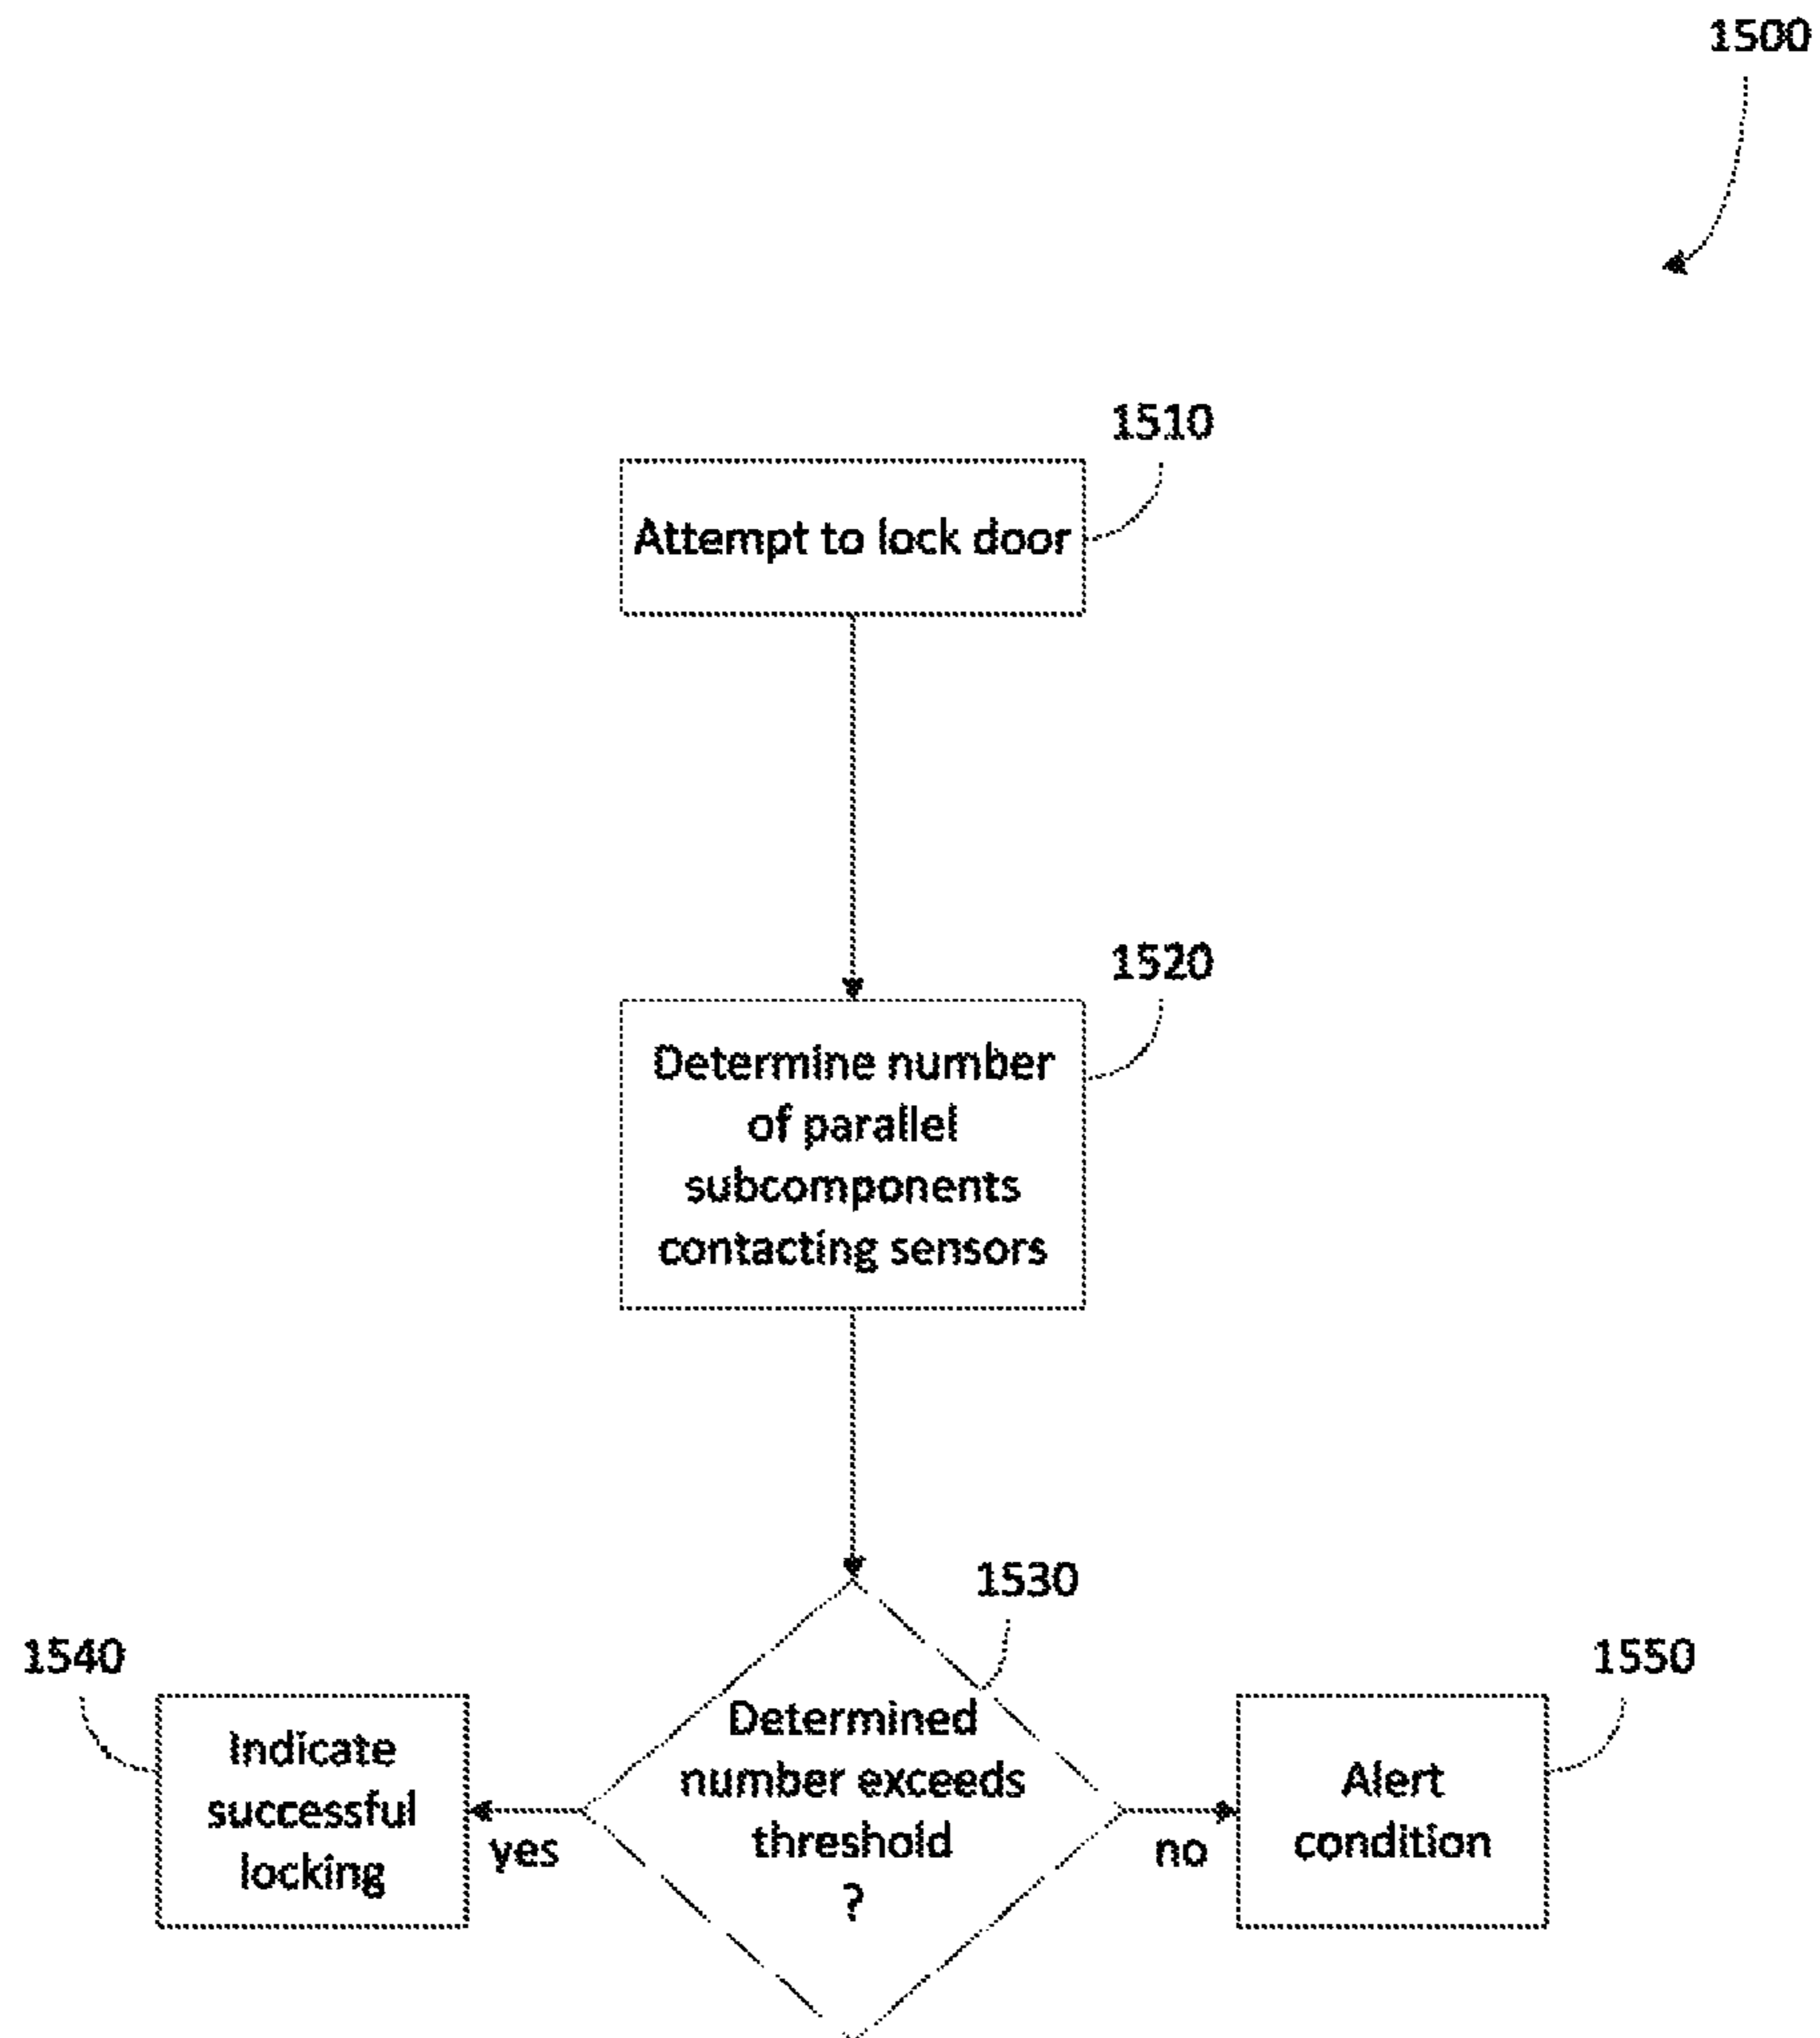 1500
1510
Attempt to lock door
1520
Determine number
of parallel
subcomponents
contacting sensors
1530
1540
1550
Indicate
successful
locking
yes
Determined
number exceeds
threshold
?
no
Alert
condition